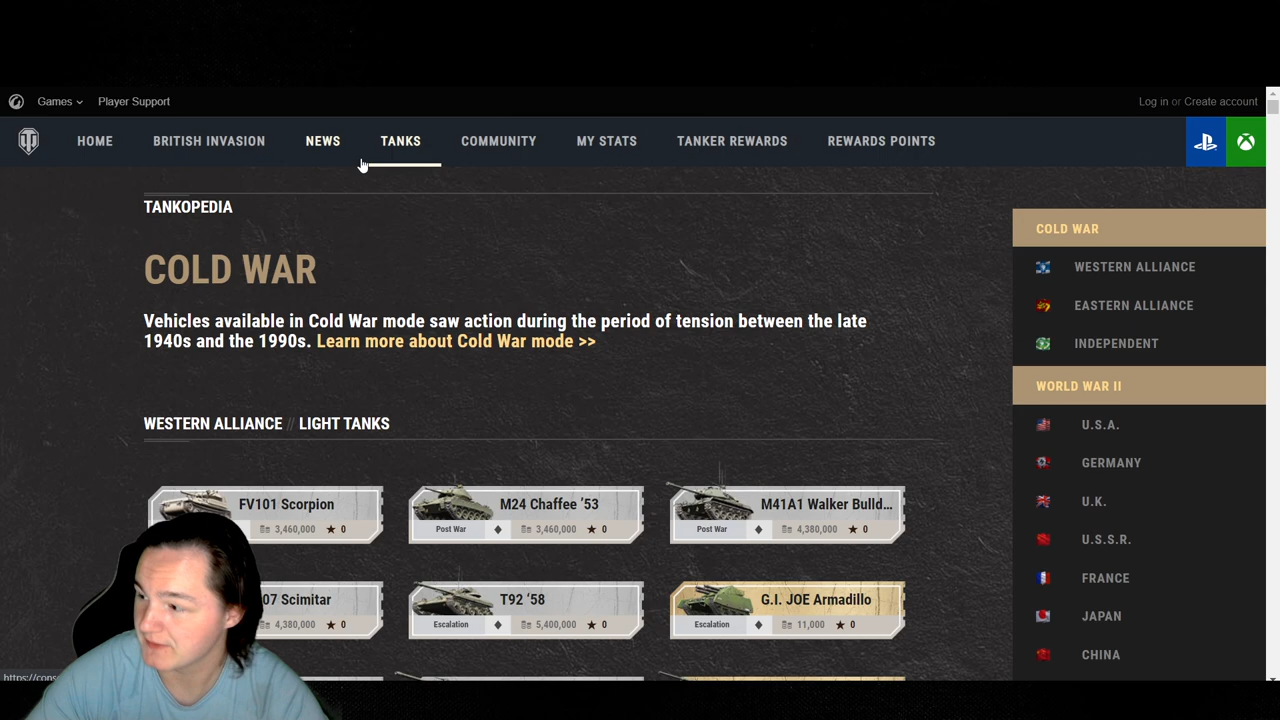 Games
Player Support
Log in or Create account
HOME
BRITISH INVASION
NEWS
TANKS
COMMUNITY
MY STATS
TANKER REWARDS
REWARDS POINTS
TANKOPEDIA
COLD WAR
Vehicles available in Cold War mode saw action during the period of tension between the late
1940s and the 1990s. Learn more about Cold War mode >>
WESTERN ALLIANCE // LIGHT TANKS
FV101 Scorpion
3,460,000 ★ 0
M24 Chaffee ’53
Post War
3,460,000 ★ 0
M41A1 Walker Bulld...
Post War
4,380,000 ★ 0
07 Scimitar
4,380,000 ★ 0
T92 ‘58
Escalation
5,400,000 ★ 0
G.I. JOE Armadillo
Escalation
11,000 ★ 0
COLD WAR
WESTERN ALLIANCE
EASTERN ALLIANCE
INDEPENDENT
WORLD WAR II
U.S.A.
GERMANY
U.K.
U.S.S.R.
FRANCE
JAPAN
CHINA
https://cons